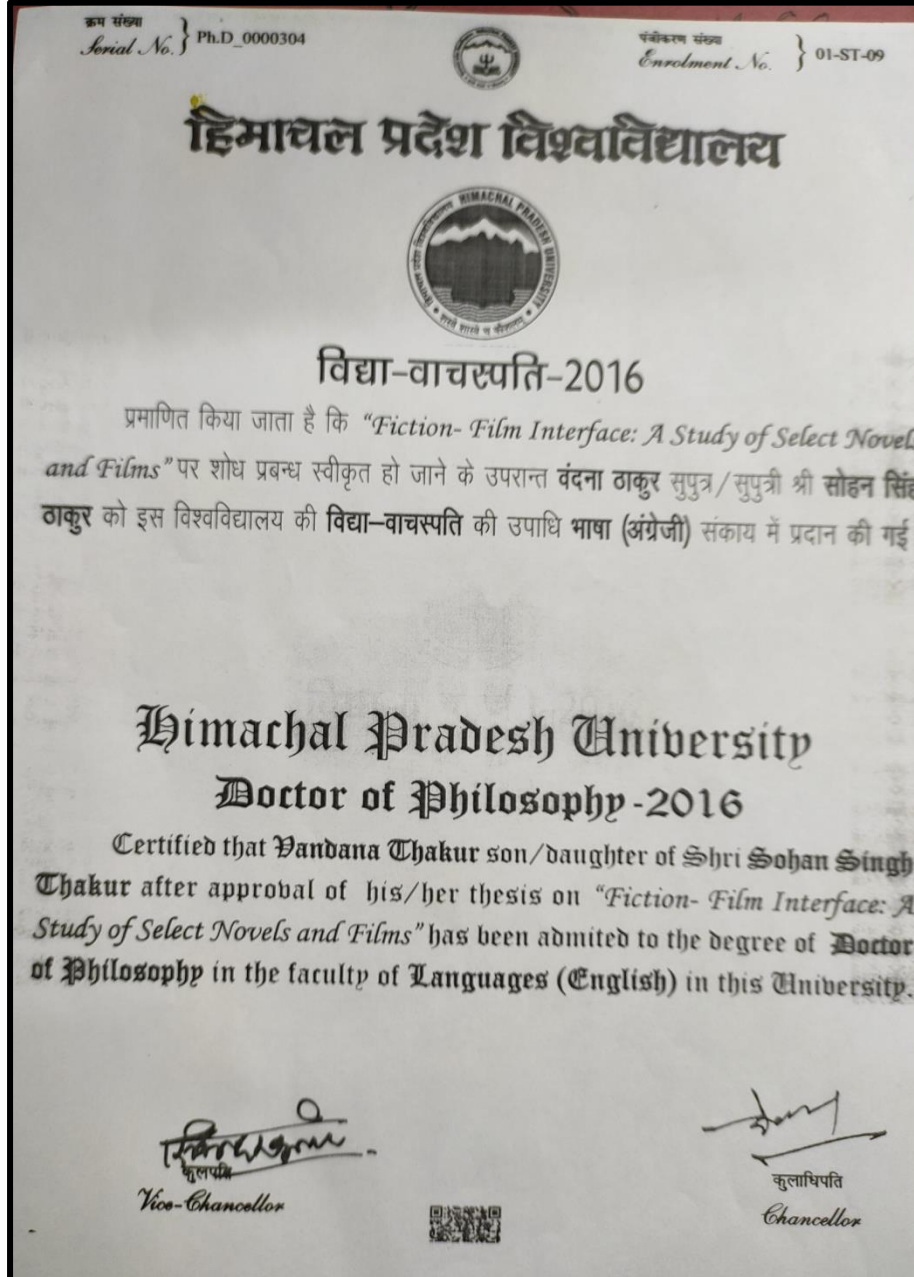 क्रम संख्या
Serial No. } Ph.D_0000304
पंजीकरण संख्या
Enrolment No. } 01-ST-09
हिमाचल प्रदेश विश्वविद्यालय
HIMACHAL PRADESH UNIVERSITY
हिमाचल प्रदेश विश्वविद्यालय
विद्या-वाचस्पति-2016
प्रमाणित किया जाता है कि "Fiction- Film Interface: A Study of Select Novels
and Films" पर शोध प्रबन्ध स्वीकृत हो जाने के उपरान्त वंदना ठाकुर सुपुत्र/सुपुत्री श्री सोहन सिंह
ठाकुर को इस विश्वविद्यालय की विद्या–वाचस्पति की उपाधि भाषा (अंग्रेजी) संकाय में प्रदान की गई
Himachal Pradesh University
Doctor of Philosophy -2016
Certified that Vandana Thakur son/daughter of Shri Sohan Singh
Thakur after approval of his/her thesis on "Fiction- Film Interface: A
Study of Select Novels and Films" has been admited to the degree of Doctor
of Philosophy in the faculty of Languages (English) in this University.
कुलपति
Vice-Chancellor
कुलाधिपति
Chancellor